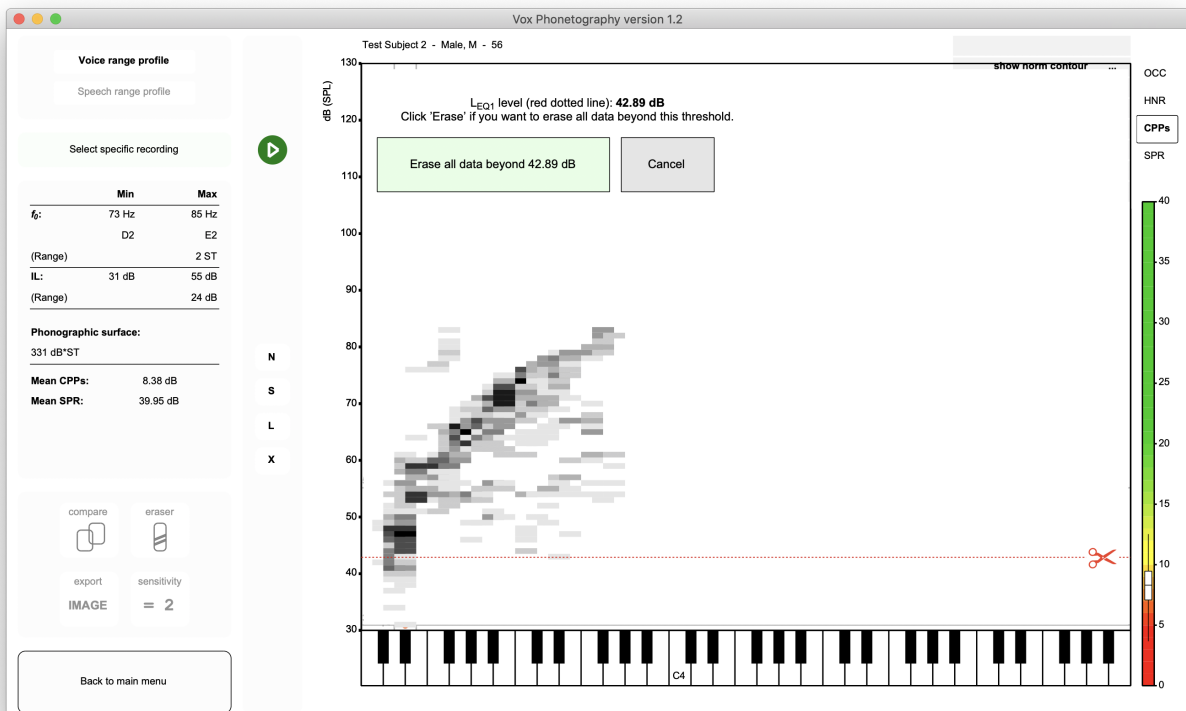 Vox Phonetography version 1.2
Voice range profile
Speech range profile
Select specific recording
Min Max
f0: 73 Hz 85 Hz
D2 E2
(Range) 2 ST
IL: 31 dB 55 dB
(Range) 24 dB
Phonographic surface:
331 dB*ST
Mean CPPs: 8.38 dB
Mean SPR: 39.95 dB
compare eraser
export sensitivity
IMAGE = 2
Back to main menu
N
S
L
X
Test Subject 2 - Male, M - 56
show norm contour ...
dB (SPL)
LEQ1 level (red dotted line): 42.89 dB
Click 'Erase' if you want to erase all data beyond this threshold.
Erase all data beyond 42.89 dB Cancel
130
120
110
100
90
80
70
60
50
40
30
C4
OCC
HNR
CPPs
SPR
40
35
30
25
20
15
10
5
0